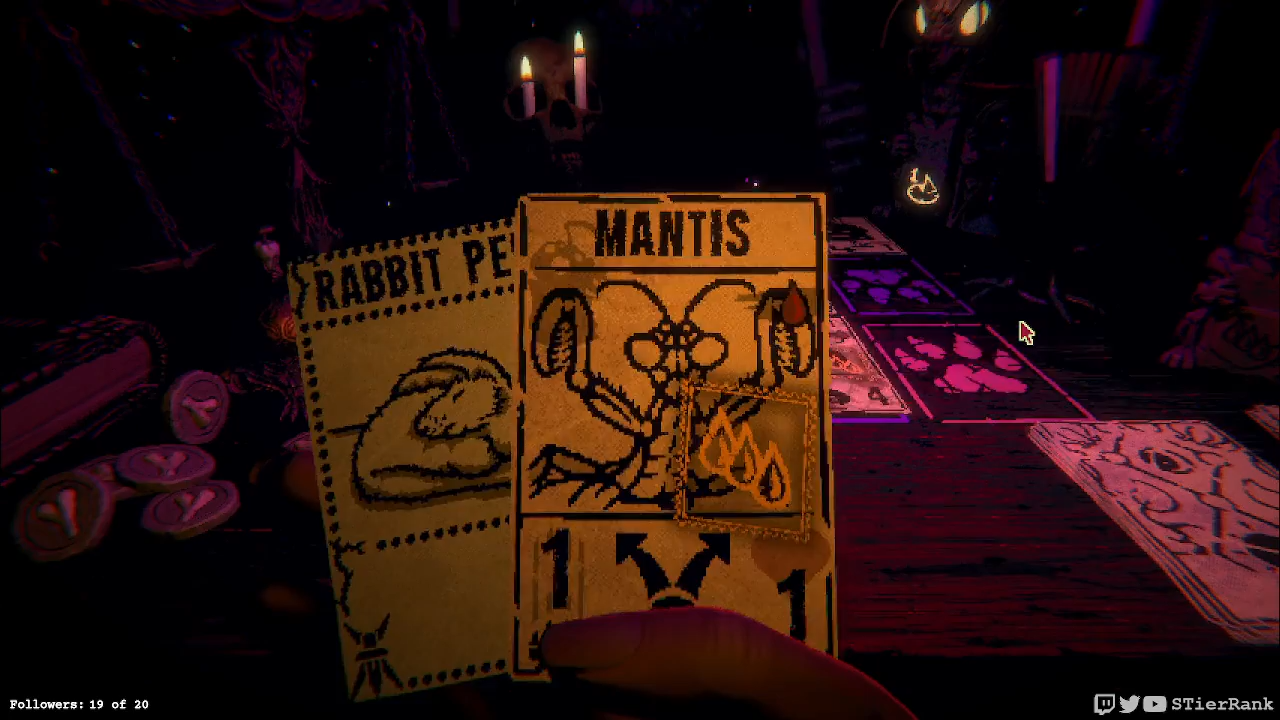 MANTIS
RABBIT PE
1
1
Followers: 19 of 20
STierRank